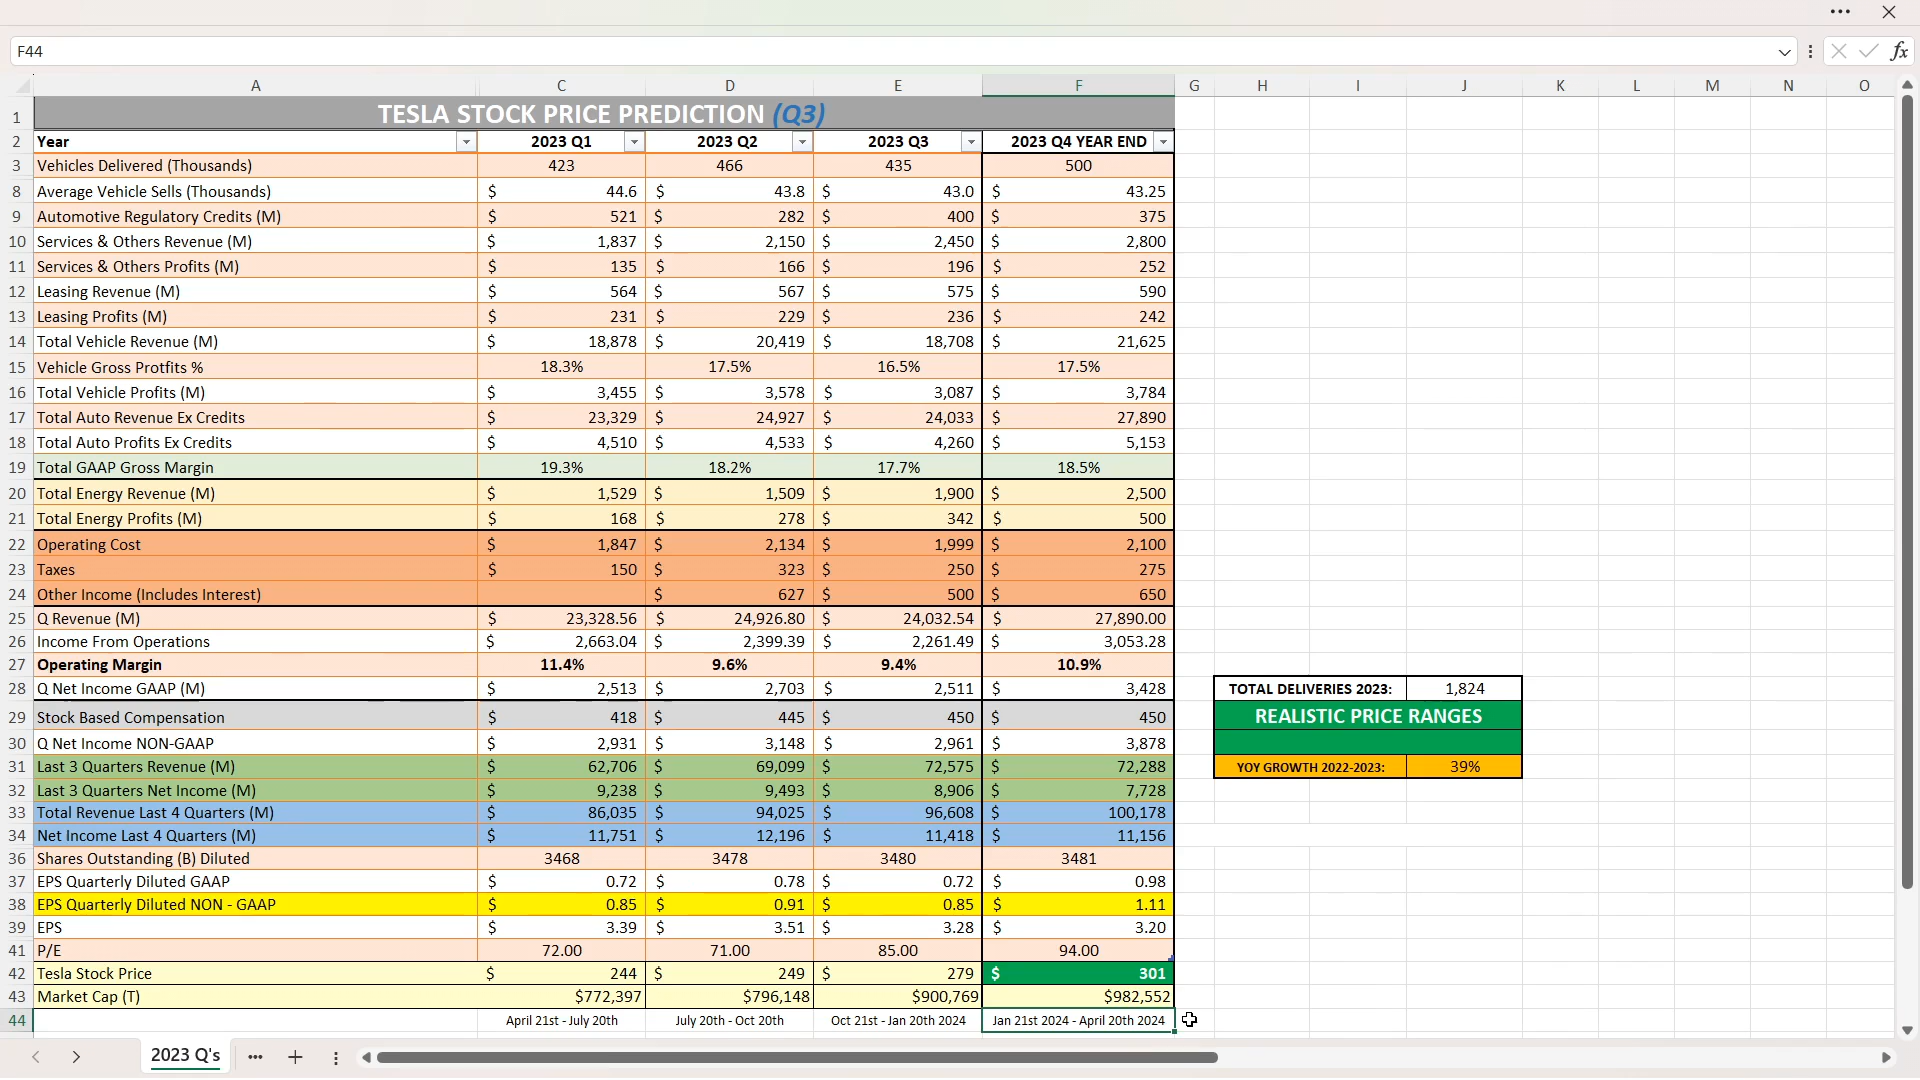 F44
fx
A C D E F G H I J K L M N O
1 TESLA STOCK PRICE PREDICTION (Q3)
2 Year 2023 Q1 2023 Q2 2023 Q3 2023 Q4 YEAR END
3 Vehicles Delivered (Thousands) 423 466 435 500
8 Average Vehicle Sells (Thousands) $ 44.6 $ 43.8 $ 43.0 $ 43.25
9 Automotive Regulatory Credits (M) $ 521 $ 282 $ 400 $ 375
10 Services & Others Revenue (M) $ 1,837 $ 2,150 $ 2,450 $ 2,800
11 Services & Others Profits (M) $ 135 $ 166 $ 196 $ 252
12 Leasing Revenue (M) $ 564 $ 567 $ 575 $ 590
13 Leasing Profits (M) $ 231 $ 229 $ 236 $ 242
14 Total Vehicle Revenue (M) $ 18,878 $ 20,419 $ 18,708 $ 21,625
15 Vehicle Gross Protfits % 18.3% 17.5% 16.5% 17.5%
16 Total Vehicle Profits (M) $ 3,455 $ 3,578 $ 3,087 $ 3,784
17 Total Auto Revenue Ex Credits $ 23,329 $ 24,927 $ 24,033 $ 27,890
18 Total Auto Profits Ex Credits $ 4,510 $ 4,533 $ 4,260 $ 5,153
19 Total GAAP Gross Margin 19.3% 18.2% 17.7% 18.5%
20 Total Energy Revenue (M) $ 1,529 $ 1,509 $ 1,900 $ 2,500
21 Total Energy Profits (M) $ 168 $ 278 $ 342 $ 500
22 Operating Cost $ 1,847 $ 2,134 $ 1,999 $ 2,100
23 Taxes $ 150 $ 323 $ 250 $ 275
24 Other Income (Includes Interest) $ 627 $ 500 $ 650
25 Q Revenue (M) $ 23,328.56 $ 24,926.80 $ 24,032.54 $ 27,890.00
26 Income From Operations $ 2,663.04 $ 2,399.39 $ 2,261.49 $ 3,053.28
27 Operating Margin 11.4% 9.6% 9.4% 10.9%
28 Q Net Income GAAP (M) $ 2,513 $ 2,703 $ 2,511 $ 3,428 TOTAL DELIVERIES 2023: 1,824
29 Stock Based Compensation $ 418 $ 445 $ 450 $ 450 REALISTIC PRICE RANGES
30 Q Net Income NON-GAAP $ 2,931 $ 3,148 $ 2,961 $ 3,878
31 Last 3 Quarters Revenue (M) $ 62,706 $ 69,099 $ 72,575 $ 72,288 YOY GROWTH 2022-2023: 39%
32 Last 3 Quarters Net Income (M) $ 9,238 $ 9,493 $ 8,906 $ 7,728
33 Total Revenue Last 4 Quarters (M) $ 86,035 $ 94,025 $ 96,608 $ 100,178
34 Net Income Last 4 Quarters (M) $ 11,751 $ 12,196 $ 11,418 $ 11,156
36 Shares Outstanding (B) Diluted 3468 3478 3480 3481
37 EPS Quarterly Diluted GAAP $ 0.72 $ 0.78 $ 0.72 $ 0.98
38 EPS Quarterly Diluted NON - GAAP $ 0.85 $ 0.91 $ 0.85 $ 1.11
39 EPS $ 3.39 $ 3.51 $ 3.28 $ 3.20
41 P/E 72.00 71.00 85.00 94.00
42 Tesla Stock Price $ 244 $ 249 $ 279 $ 301
43 Market Cap (T) $772,397 $796,148 $900,769 $982,552
44 April 21st - July 20th July 20th - Oct 20th Oct 21st - Jan 20th 2024 Jan 21st 2024 - April 20th 2024
2023 Q's